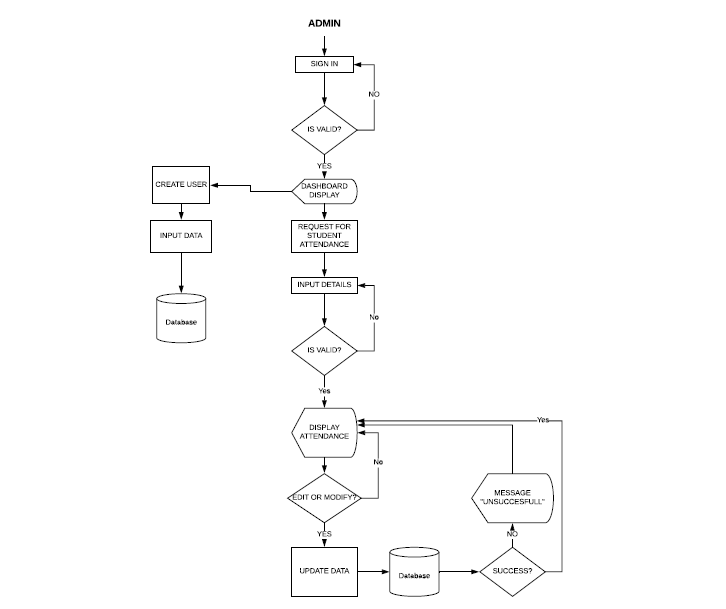 ADMIN
SIGN IN
NO
IS VALID?
YES
CREATE USER
DASHBOARD
DISPLAY
INPUT DATA
REQUEST FOR
STUDENT
ATTENDANCE
INPUT DETAILS
Database
No
IS VALID?
Yes
DISPLAY
ATTENDANCE
Yes
No
EDIT OR MODIFY?
MESSAGE
"UNSUCCESFULL"
YES
NO
UPDATE DATA
Database
SUCCESS?